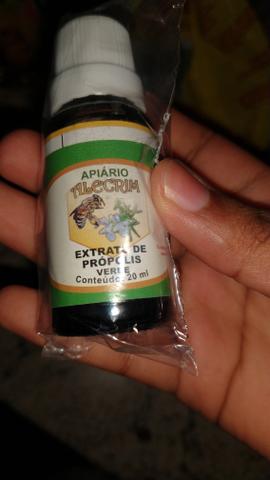 APIÁRIO
ALECRIM
EXTRATO DE
PRÓPOLIS
VERDE
Conteúdo: 20 ml